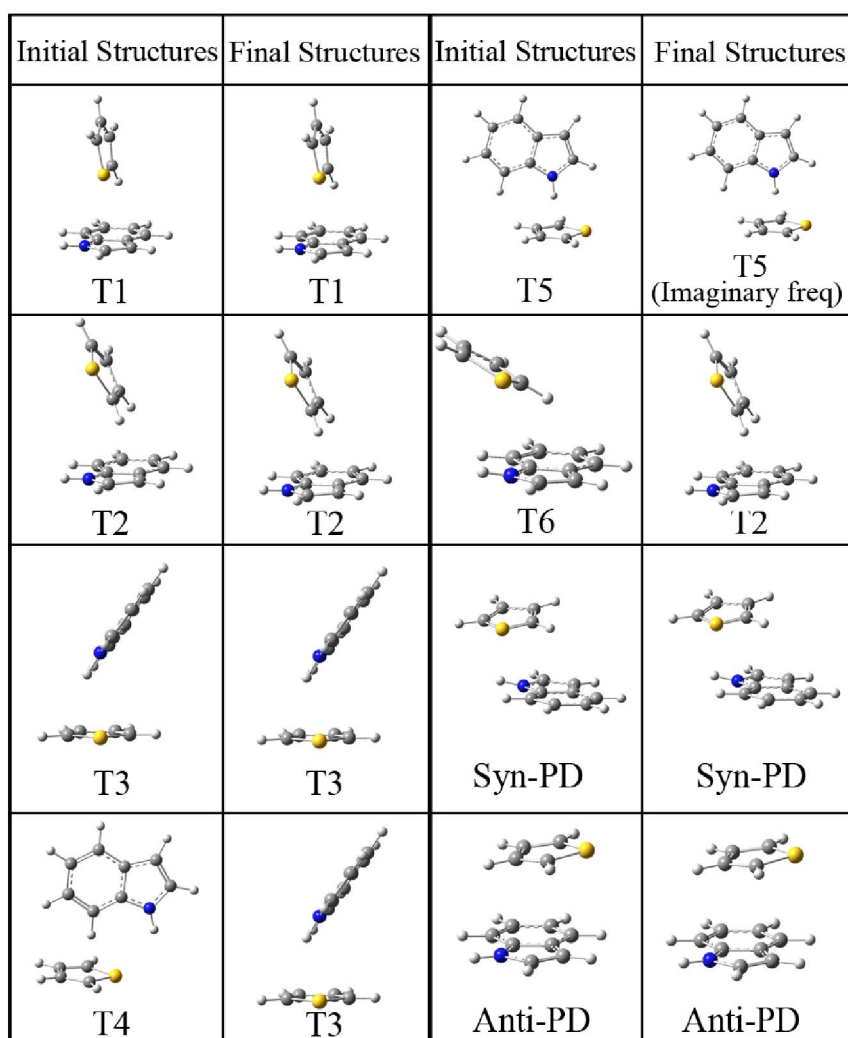 Initial Structures Final Structures Initial Structures Final Structures
T1 T1 T5 T5
(Imaginary freq)
T2 T2 T6 T2
T3 T3 Syn-PD Syn-PD
T4 T3 Anti-PD Anti-PD